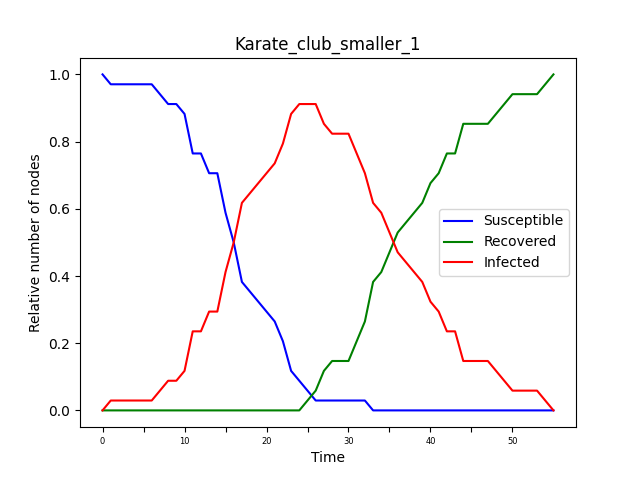 Karate_club_smaller_1
Relative number of nodes
1.0
0.8
0.6
0.4
0.2
0.0
Susceptible
Recovered
Infected
0 10 20 30 40 50
Time